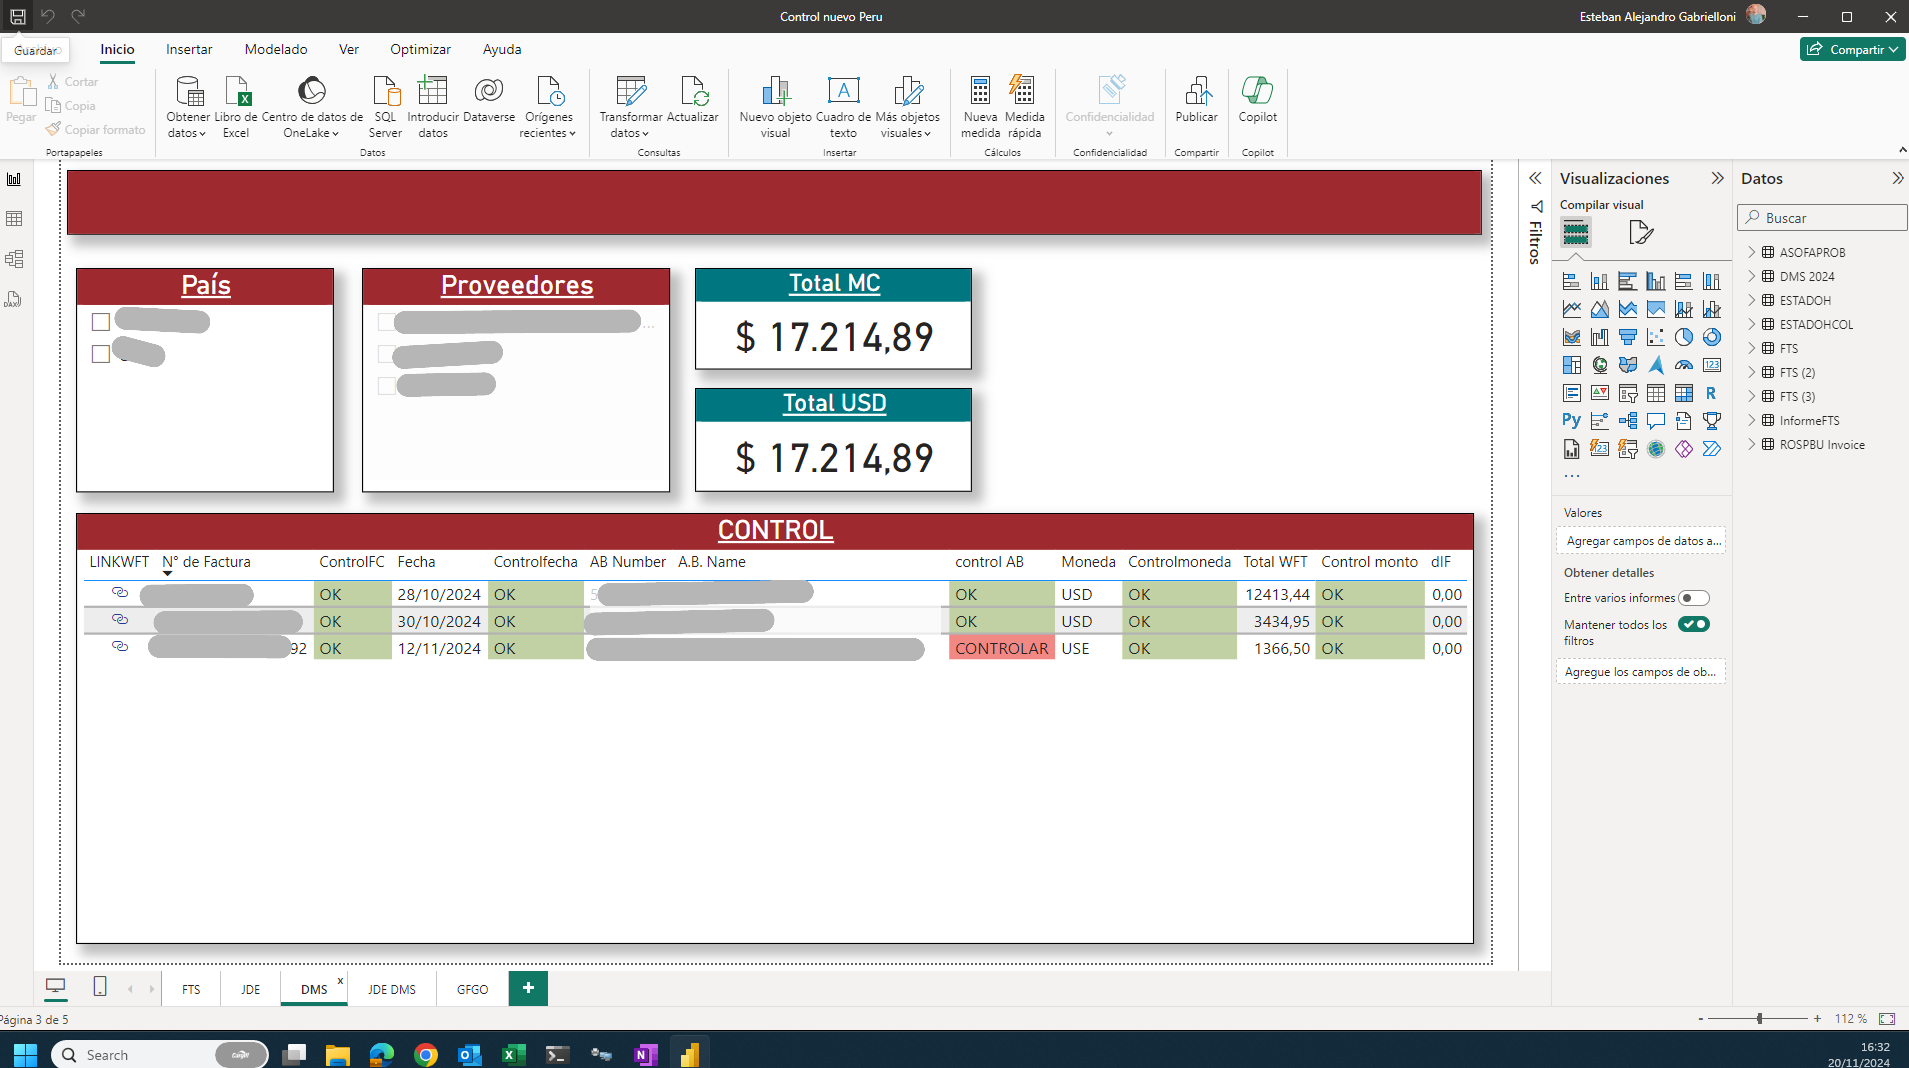 Control nuevo Peru
Esteban Alejandro Gabrielloni
Guardar
Inicio
Insertar
Modelado
Ver
Optimizar
Ayuda
Compartir
Pegar
Cortar
Copia
Copiar formato
Portapapeles
Obtener datos
Libro de Excel
Centro de datos de OneLake
SQL Server
Introducir datos
Dataverse
Orígenes recientes
Datos
Transformar datos
Actualizar
Consultas
Nuevo objeto visual
Cuadro de texto
Más objetos visuales
Insertar
Nueva medida
Medida rápida
Cálculos
Confidencialidad
Confidencialidad
Publicar
Compartir
Copilot
Copilot
País
Proveedores
...
Total MC
$ 17.214,89
Total USD
$ 17.214,89
CONTROL
LINKWFT N° de Factura ControlFC Fecha Controlfecha AB Number A.B. Name control AB Moneda Controlmoneda Total WFT Control monto dIF
OK 28/10/2024 OK 5 OK USD OK 12413,44 OK 0,00
OK 30/10/2024 OK OK USD OK 3434,95 OK 0,00
92 OK 12/11/2024 OK CONTROLAR USE OK 1366,50 OK 0,00
Filtros
Visualizaciones
Compilar visual
123
R
Py
123
...
Valores
Agregar campos de datos a...
Obtener detalles
Entre varios informes
Mantener todos los filtros
Agregue los campos de ob...
Datos
Buscar
ASOFAPROB
DMS 2024
ESTADOH
ESTADOHCOL
FTS
FTS (2)
FTS (3)
InformeFTS
ROSPBU Invoice
FTS
JDE
DMS
x
JDE DMS
GFGO
+
Página 3 de 5
- + 112 %
Search
16:32
20/11/2024